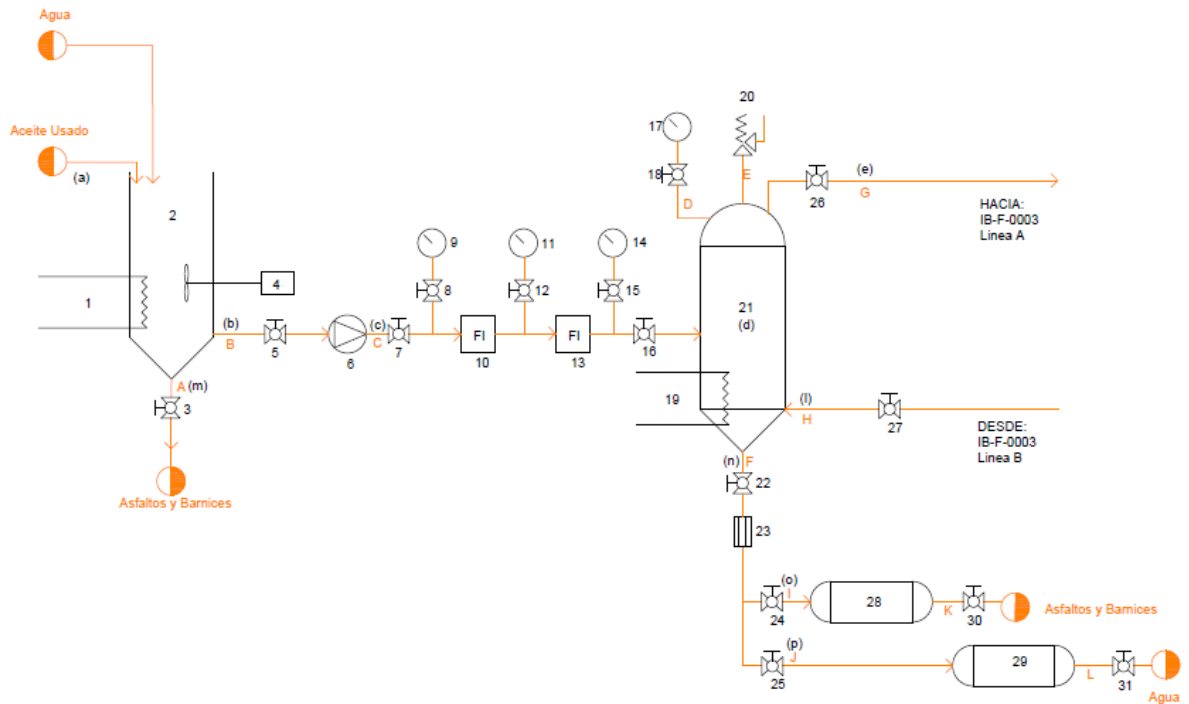 Agua
20
Aceite Usado
17
(a)
18
E
(e)
D
26
G
2
HACIA:
IB-F-0003
Linea A
9
11
14
4
1
8
12
15
21
(d)
(b)
(c)
B
C
FI
FI
5
6
7
10
13
16
A
(m)
19
(l)
H
3
27
DESDE:
IB-F-0003
Linea B
(n)
F
22
Asfaltos y Barnices
23
(o)
I
28
K
Asfaltos y Barnices
24
30
(p)
J
29
25
L
31
Agua